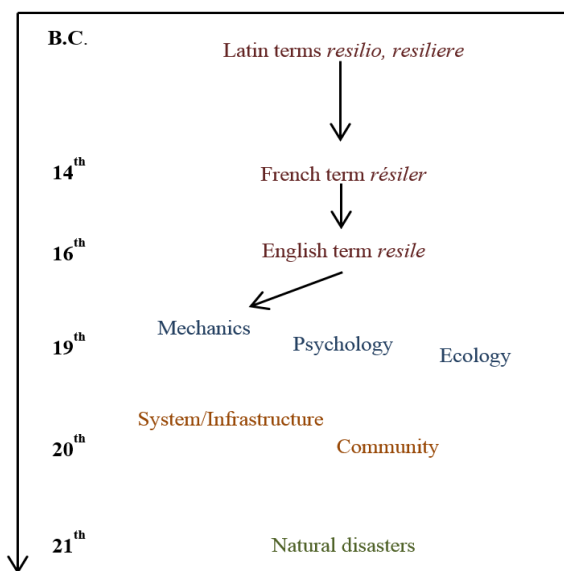 B.C.
Latin terms resilio, resiliere
14th
French term résiler
16th
English term resile
19th
Mechanics
Psychology
Ecology
System/Infrastructure
20th
Community
21th
Natural disasters